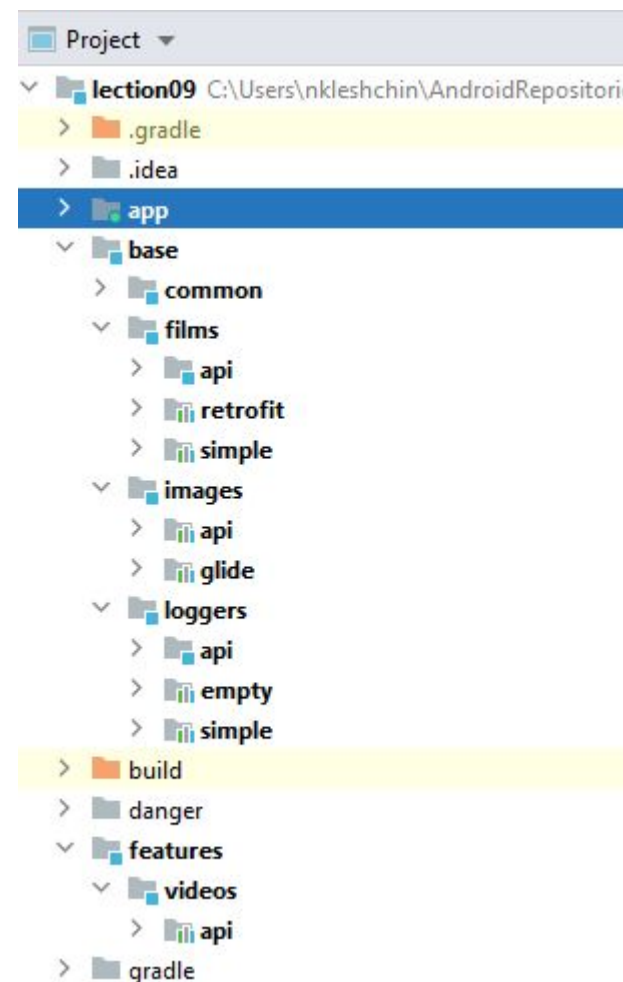 Project
lection09 C:\Users\nkleshchin\AndroidRepositori
.gradle
.idea
app
base
common
films
api
retrofit
simple
images
api
glide
loggers
api
empty
simple
build
danger
features
videos
api
gradle